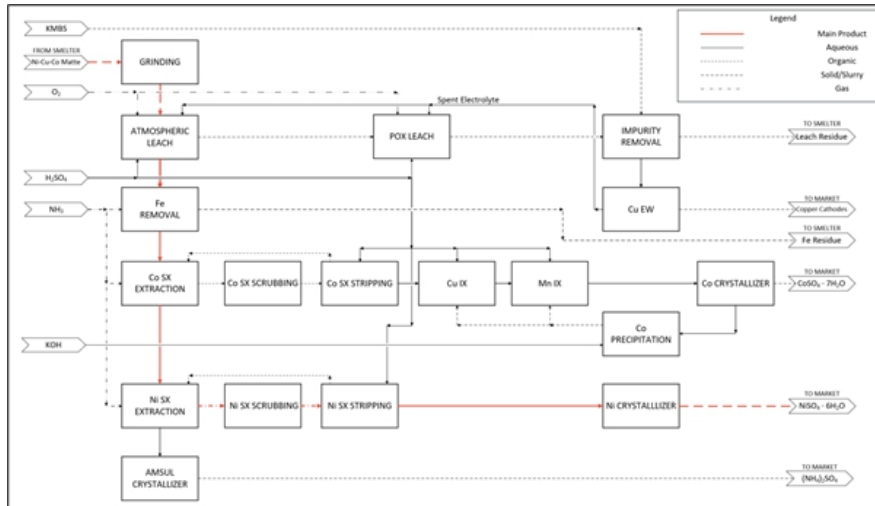 KMBS
Legend
Main Product
Aqueous
Organic
Solid/Slurry
Gas
FROM SMELTER
Ni-Cu-Co Matte
GRINDING
O₂
Spent Electrolyte
ATMOSPHERIC
LEACH
POX LEACH
IMPURITY
REMOVAL
TO SMELTER
Leach Residue
H₂SO₄
NH₃
Fe
REMOVAL
Cu EW
TO MARKET
Copper Cathodes
TO SMELTER
Fe Residue
Co SX
EXTRACTION
Co SX SCRUBBING
Co SX STRIPPING
Cu IX
Mn IX
Co CRYSTALLIZER
TO MARKET
CoSO₄ - 7H₂O
KOH
Co
PRECIPITATION
Ni SX
EXTRACTION
Ni SX SCRUBBING
Ni SX STRIPPING
Ni CRYSTALLLIZER
TO MARKET
NiSO₄ - 6H₂O
AMSUL
CRYSTALLIZER
TO MARKET
(NH₄)₂SO₄